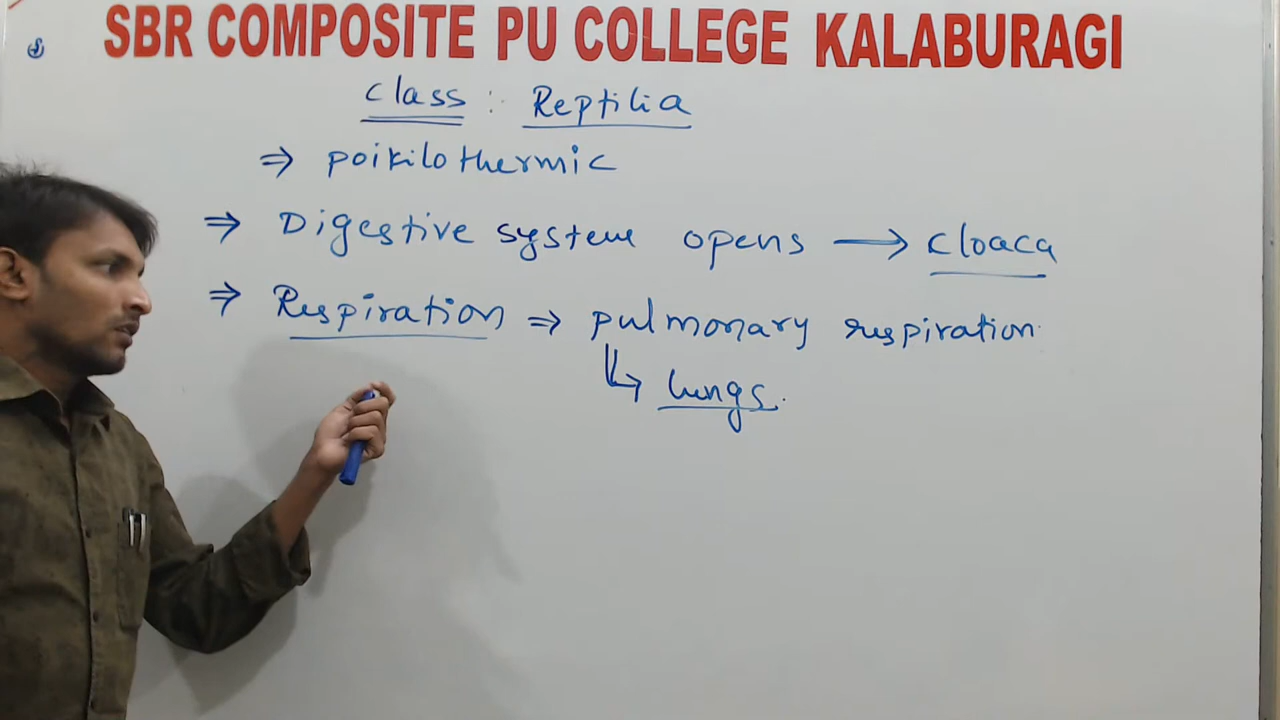 SBR COMPOSITE PU COLLEGE KALABURAGI
class : Reptilia
⇒ poikilothermic
⇒ Digestive system opens → cloaca
⇒ Respiration ⇒ pulmonary respiration
↳ lungs.